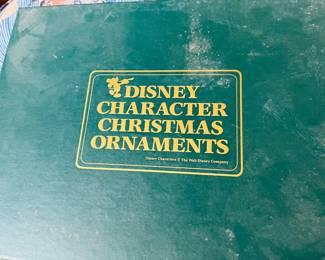 DISNEY
CHARACTER
CHRISTMAS
ORNAMENTS
Disney Characters © The Walt Disney Company